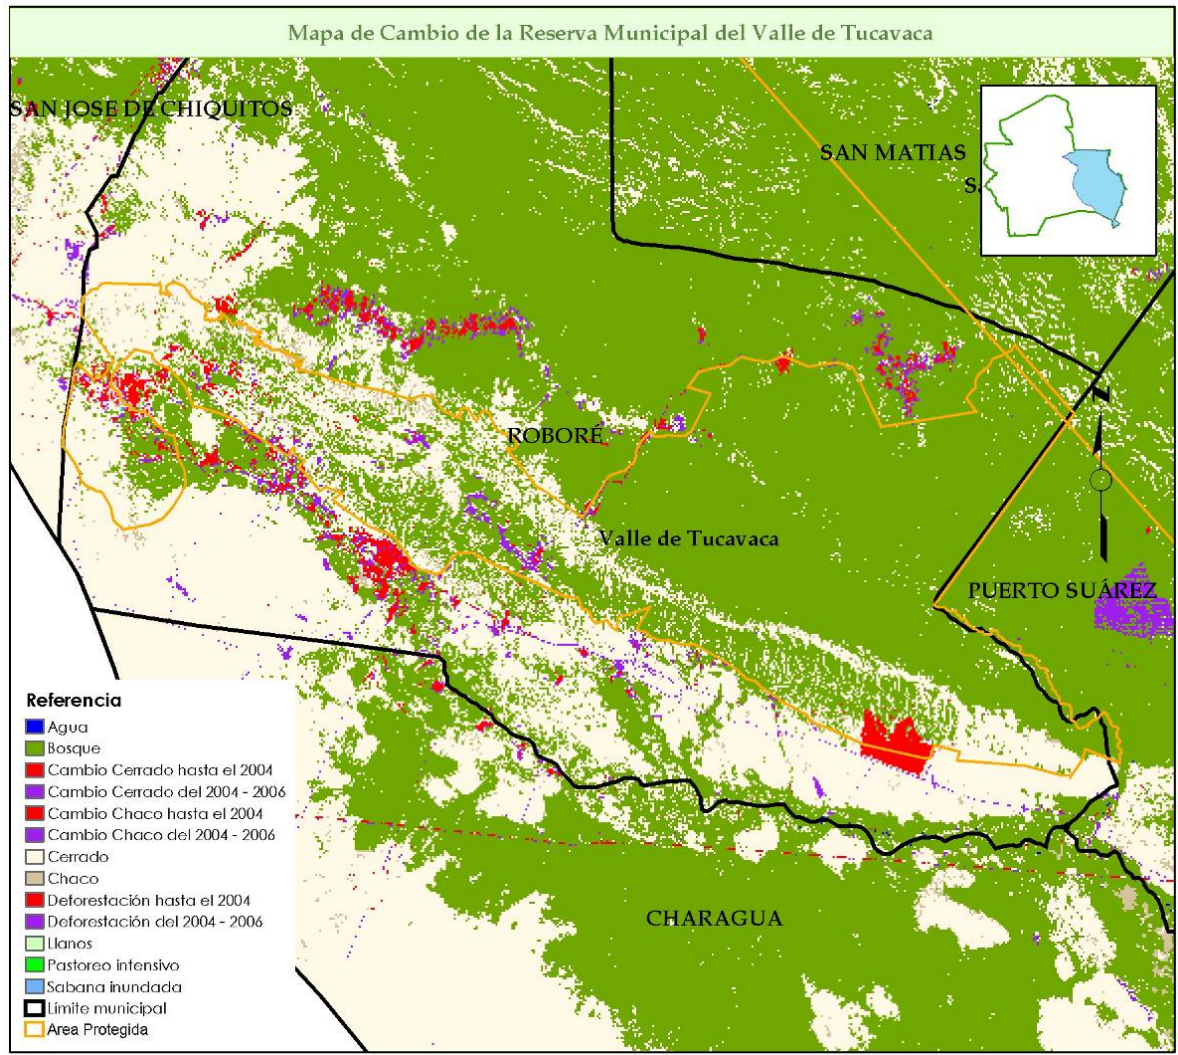 Mapa de Cambio de la Reserva Municipal del Valle de Tucavaca
SAN JOSE DE CHIQUITOS
SAN MATIAS
S
ROBORÉ
Valle de Tucavaca
PUERTO SUÁREZ
CHARAGUA
Referencia
Agua
Bosque
Cambio Cerrado hasta el 2004
Cambio Cerrado del 2004 - 2006
Cambio Chaco hasta el 2004
Cambio Chaco del 2004 - 2006
Cerrado
Chaco
Deforestación hasta el 2004
Deforestación del 2004 - 2006
Llanos
Pastoreo intensivo
Sabana inundada
Límite municipal
Area Protegida